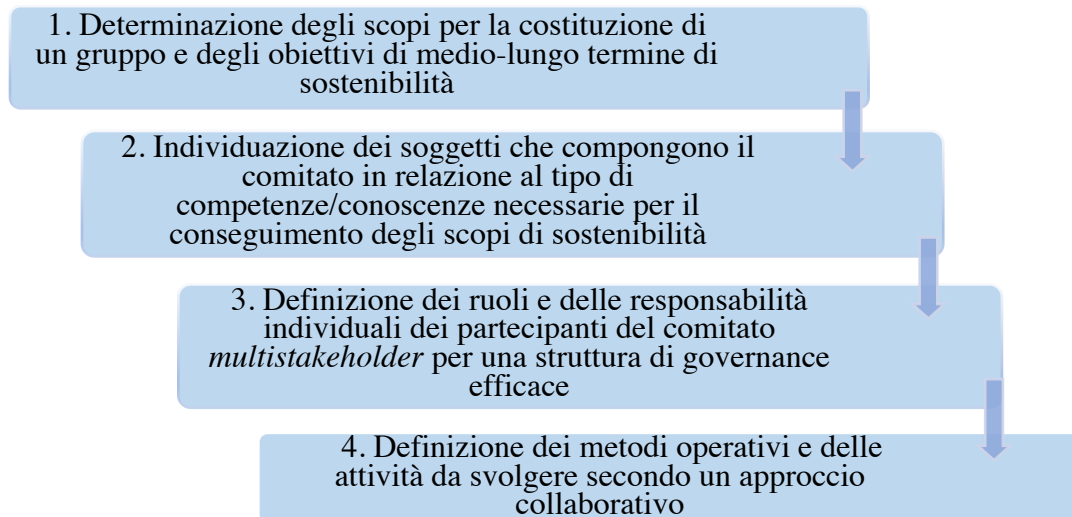 1. Determinazione degli scopi per la costituzione di
un gruppo e degli obiettivi di medio-lungo termine di
sostenibilità
2. Individuazione dei soggetti che compongono il
comitato in relazione al tipo di
competenze/conoscenze necessarie per il
conseguimento degli scopi di sostenibilità
3. Definizione dei ruoli e delle responsabilità
individuali dei partecipanti del comitato
multistakeholder per una struttura di governance
efficace
4. Definizione dei metodi operativi e delle
attività da svolgere secondo un approccio
collaborativo